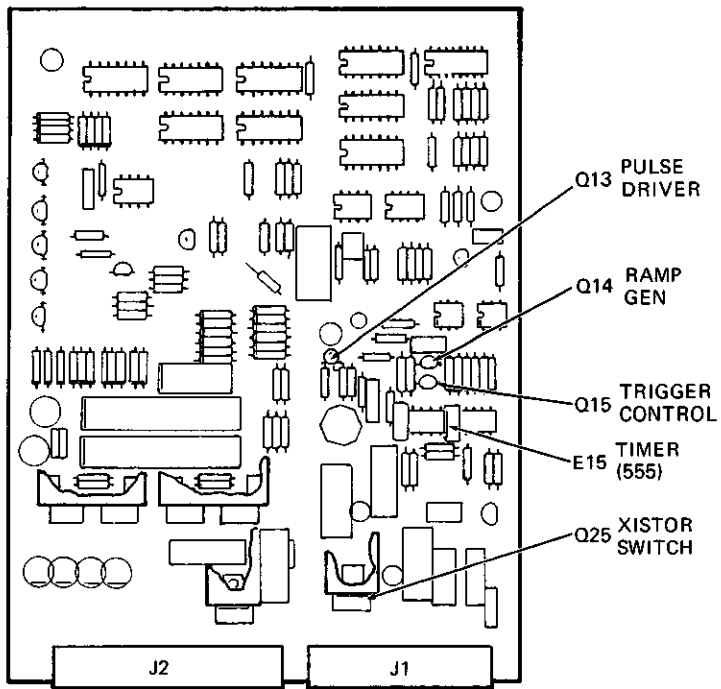 Q13 PULSE
DRIVER
Q14 RAMP
GEN
Q15 TRIGGER
CONTROL
E15 TIMER
(555)
Q25 XISTOR
SWITCH
J2
J1